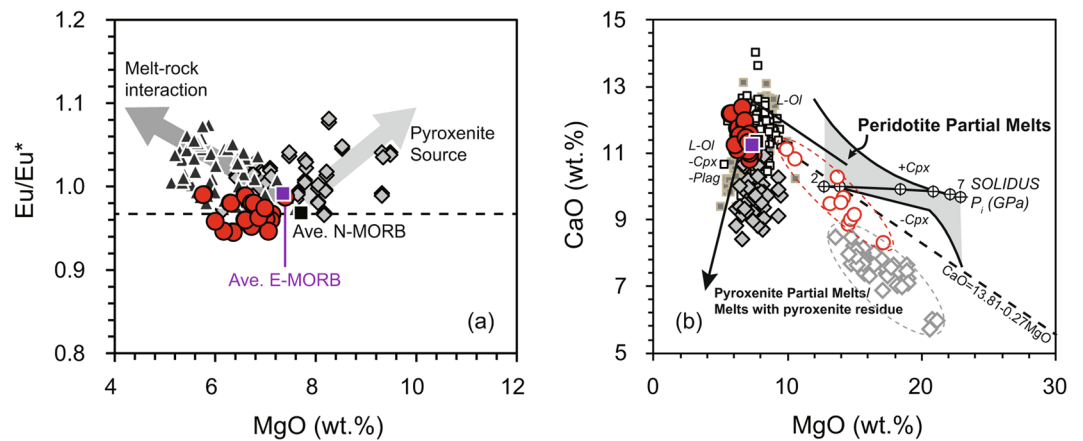 1.2
1.1
1.0
0.9
0.8
Eu/Eu*
Melt-rock
interaction
Pyroxenite
Source
Ave. N-MORB
Ave. E-MORB
(a)
4
6
8
10
12
MgO (wt.%)
15
13
11
9
7
5
CaO (wt.%)
L-Ol
Peridotite Partial Melts
L-Ol
-Cpx
-Plag
+Cpx
2
7
SOLIDUS
Pi (GPa)
-Cpx
CaO=13.81-0.27MgO
Pyroxenite Partial Melts/
Melts with pyroxenite residue
(b)
0
10
20
30
MgO (wt.%)